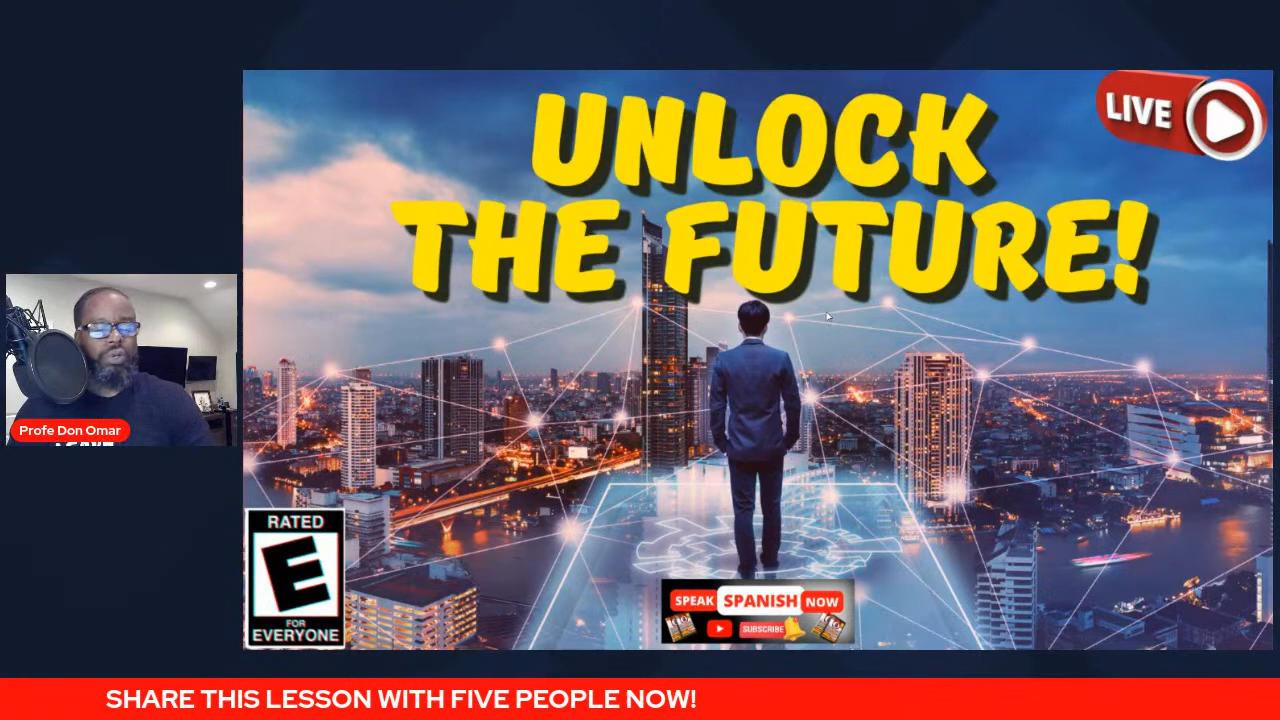 UNLOCK
THE FUTURE!
LIVE
Profe Don Omar
RATED
E
FOR
EVERYONE
SPEAK SPANISH NOW
SUBSCRIBE
SHARE THIS LESSON WITH FIVE PEOPLE NOW!